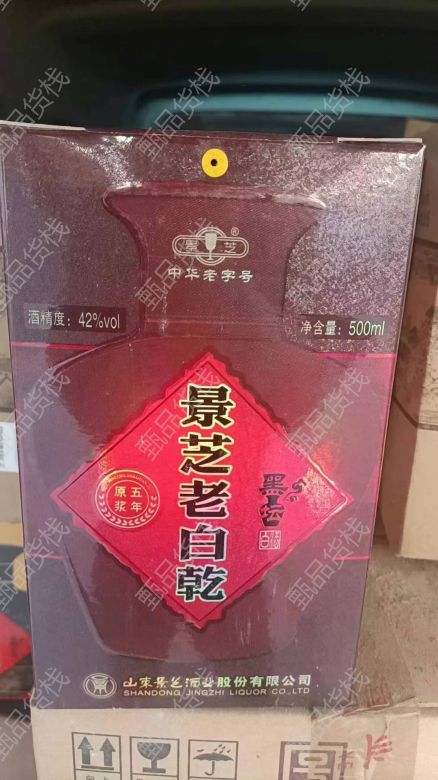 景芝®
中华老字号
酒精度：42%vol
净含量：500ml
景芝老白乾
黑坛
五年
原浆
山东景芝酒业股份有限公司
SHANDONG JINGZHI LIQUOR CO.,LTD
甄品货栈